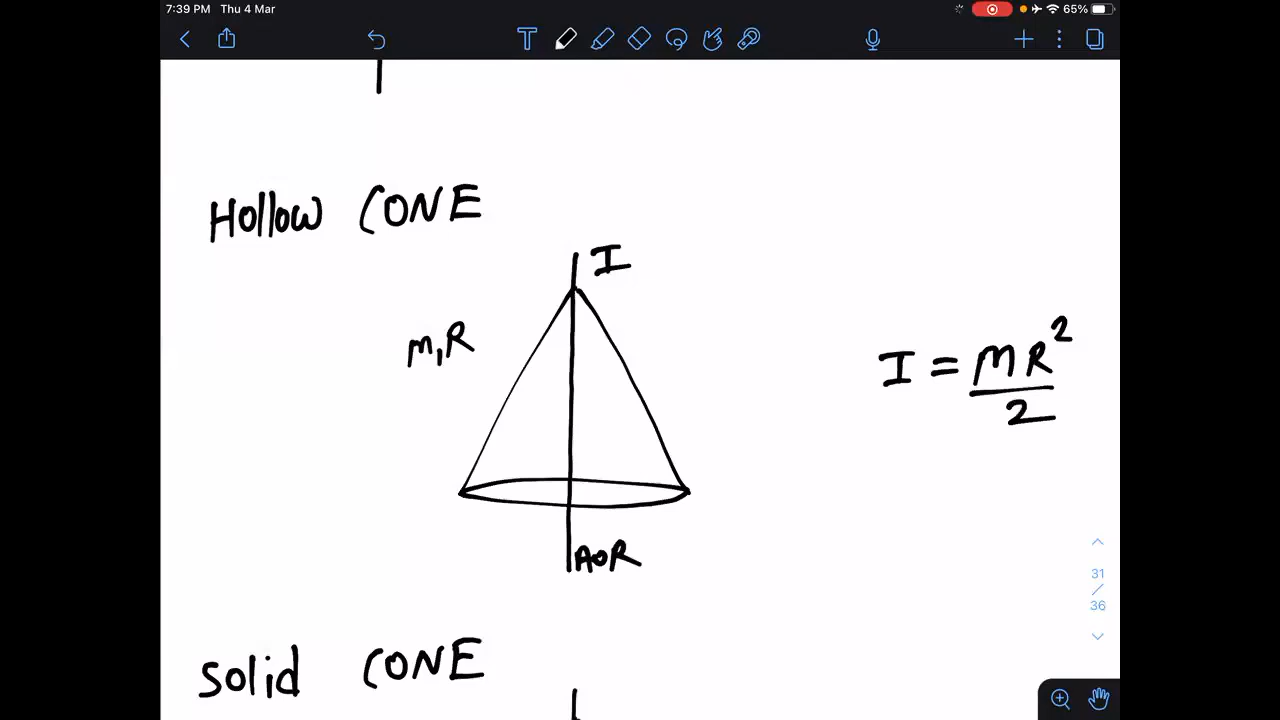 7:39 PM Thu 4 Mar
65%
T
Hollow CONE
I
m, R
I = MR²/2
AOR
31
/
36
Solid CONE